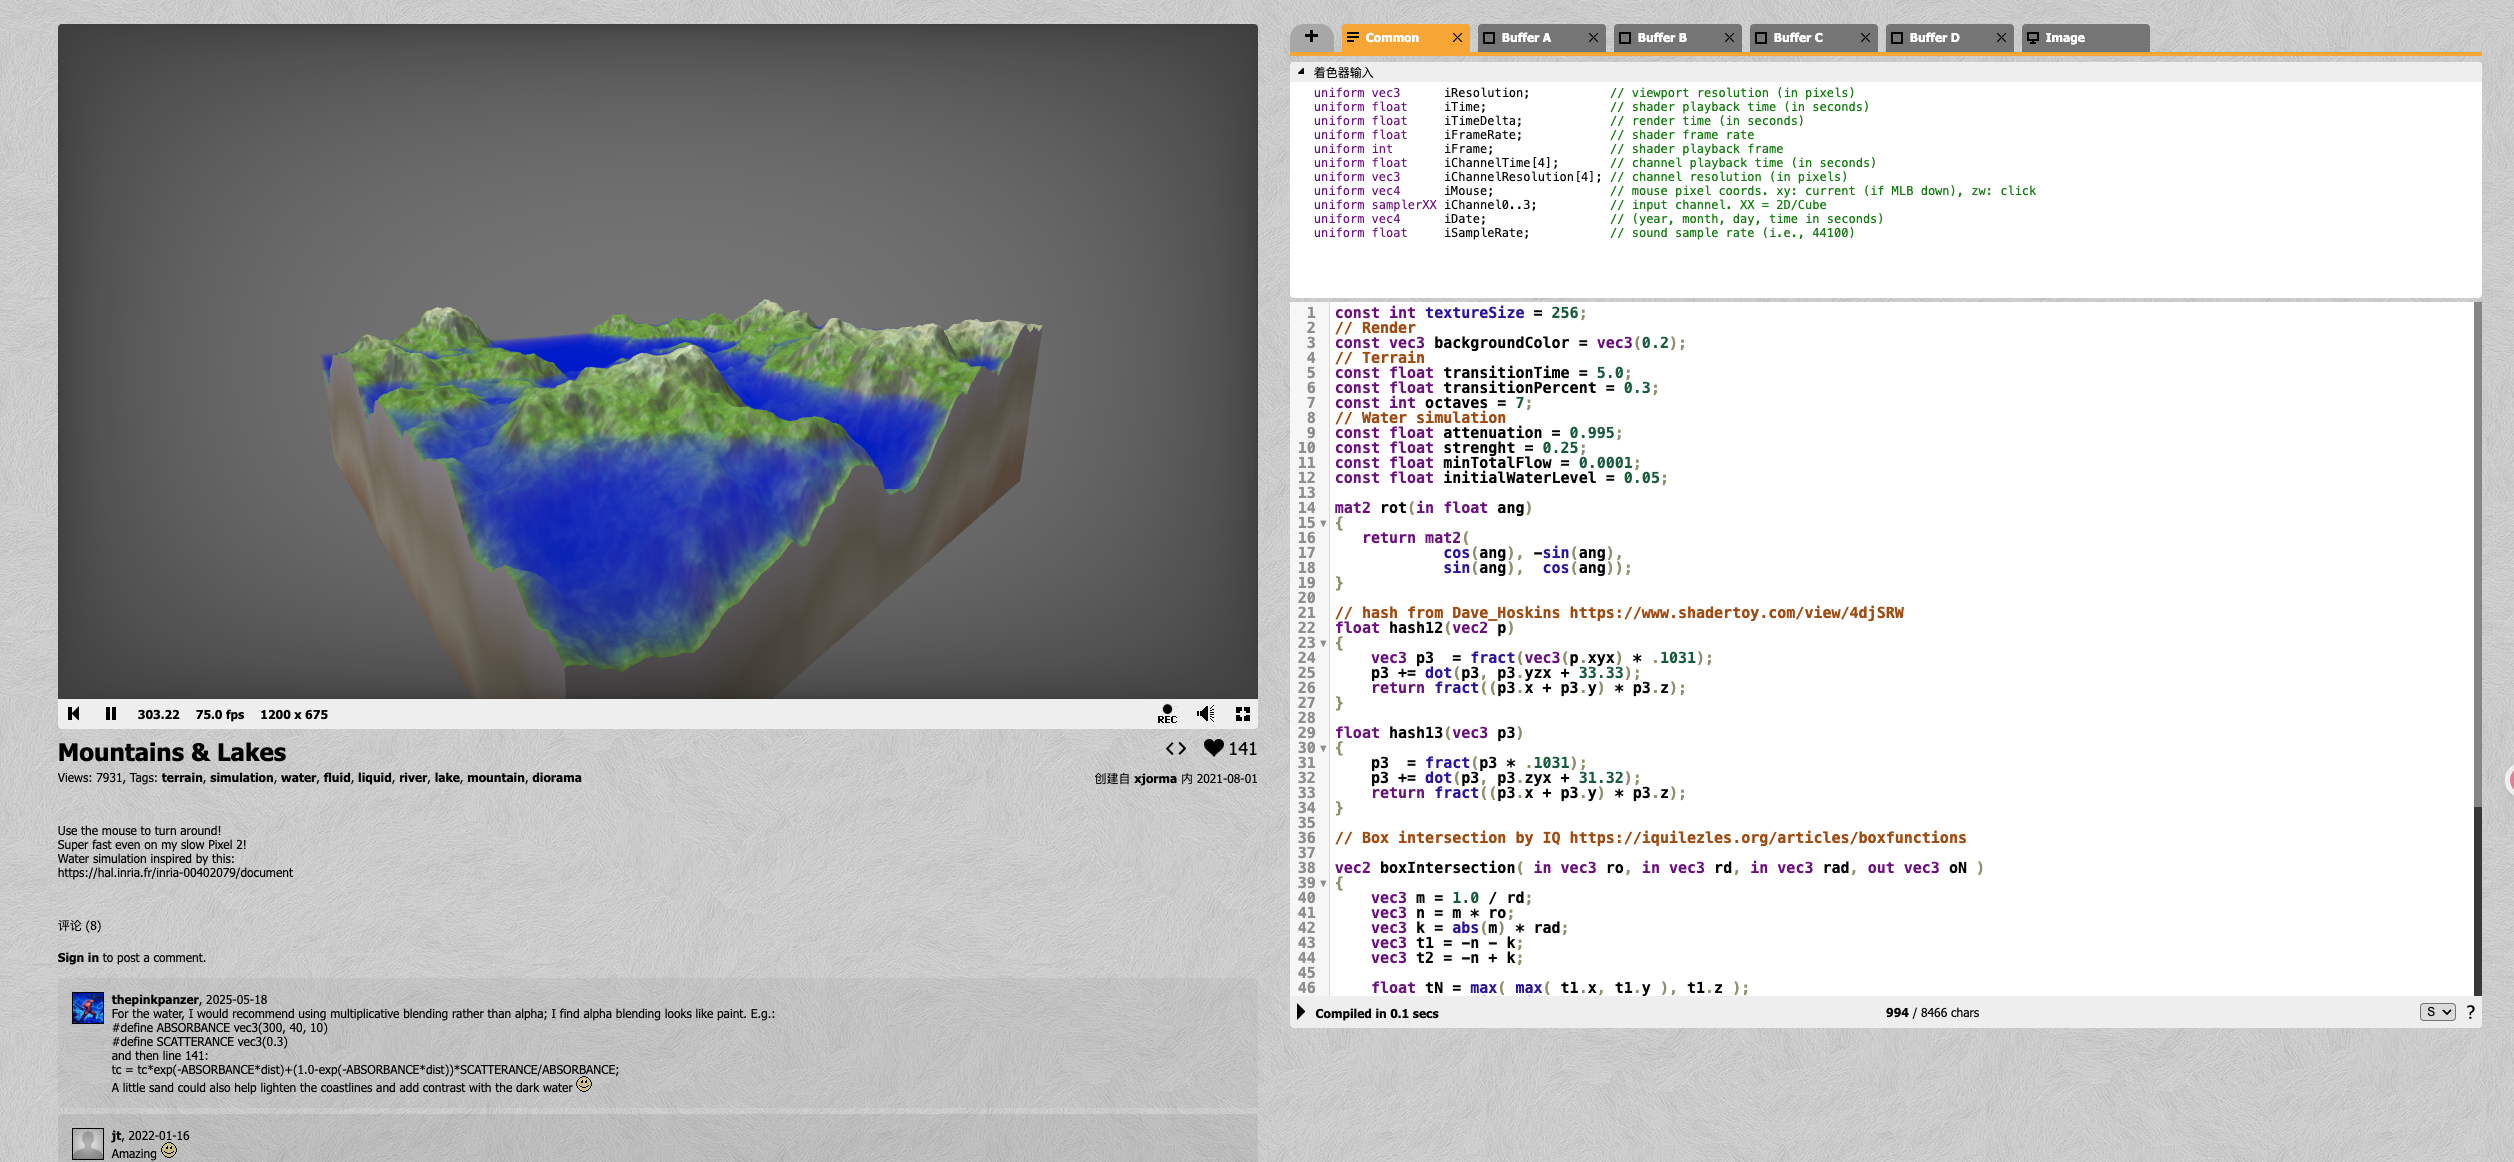 303.22 75.0 fps 1200 x 675 REC
Mountains & Lakes
141
Views: 7931, Tags: terrain, simulation, water, fluid, liquid, river, lake, mountain, diorama
创建自 xjorma 内 2021-08-01
Use the mouse to turn around!
Super fast even on my slow Pixel 2!
Water simulation inspired by this:
https://hal.inria.fr/inria-00402079/document
评论 (8)
Sign in to post a comment.
thepinkpanzer, 2025-05-18
For the water, I would recommend using multiplicative blending rather than alpha; I find alpha blending looks like paint. E.g.:
#define ABSORBANCE vec3(300, 40, 10)
#define SCATTERANCE vec3(0.3)
and then line 141:
tc = tc*exp(-ABSORBANCE*dist)+(1.0-exp(-ABSORBANCE*dist))*SCATTERANCE/ABSORBANCE;
A little sand could also help lighten the coastlines and add contrast with the dark water
jt, 2022-01-16
Amazing
+ Common Buffer A Buffer B Buffer C Buffer D Image
着色器输入
uniform vec3 iResolution; // viewport resolution (in pixels)
uniform float iTime; // shader playback time (in seconds)
uniform float iTimeDelta; // render time (in seconds)
uniform float iFrameRate; // shader frame rate
uniform int iFrame; // shader playback frame
uniform float iChannelTime[4]; // channel playback time (in seconds)
uniform vec3 iChannelResolution[4]; // channel resolution (in pixels)
uniform vec4 iMouse; // mouse pixel coords. xy: current (if MLB down), zw: click
uniform samplerXX iChannel0..3; // input channel. XX = 2D/Cube
uniform vec4 iDate; // (year, month, day, time in seconds)
uniform float iSampleRate; // sound sample rate (i.e., 44100)
1 const int textureSize = 256;
2 // Render
3 const vec3 backgroundColor = vec3(0.2);
4 // Terrain
5 const float transitionTime = 5.0;
6 const float transitionPercent = 0.3;
7 const int octaves = 7;
8 // Water simulation
9 const float attenuation = 0.995;
10 const float strenght = 0.25;
11 const float minTotalFlow = 0.0001;
12 const float initialWaterLevel = 0.05;
13
14 mat2 rot(in float ang)
15 {
16 return mat2(
17 cos(ang), -sin(ang),
18 sin(ang), cos(ang));
19 }
20
21 // hash from Dave_Hoskins https://www.shadertoy.com/view/4djSRW
22 float hash12(vec2 p)
23 {
24 vec3 p3 = fract(vec3(p.xyx) * .1031);
25 p3 += dot(p3, p3.yzx + 33.33);
26 return fract((p3.x + p3.y) * p3.z);
27 }
28
29 float hash13(vec3 p3)
30 {
31 p3 = fract(p3 * .1031);
32 p3 += dot(p3, p3.zyx + 31.32);
33 return fract((p3.x + p3.y) * p3.z);
34 }
35
36 // Box intersection by IQ https://iquilezles.org/articles/boxfunctions
37
38 vec2 boxIntersection( in vec3 ro, in vec3 rd, in vec3 rad, out vec3 oN )
39 {
40 vec3 m = 1.0 / rd;
41 vec3 n = m * ro;
42 vec3 k = abs(m) * rad;
43 vec3 t1 = -n - k;
44 vec3 t2 = -n + k;
45
46 float tN = max( max( t1.x, t1.y ), t1.z );
Compiled in 0.1 secs 994 / 8466 chars S ?